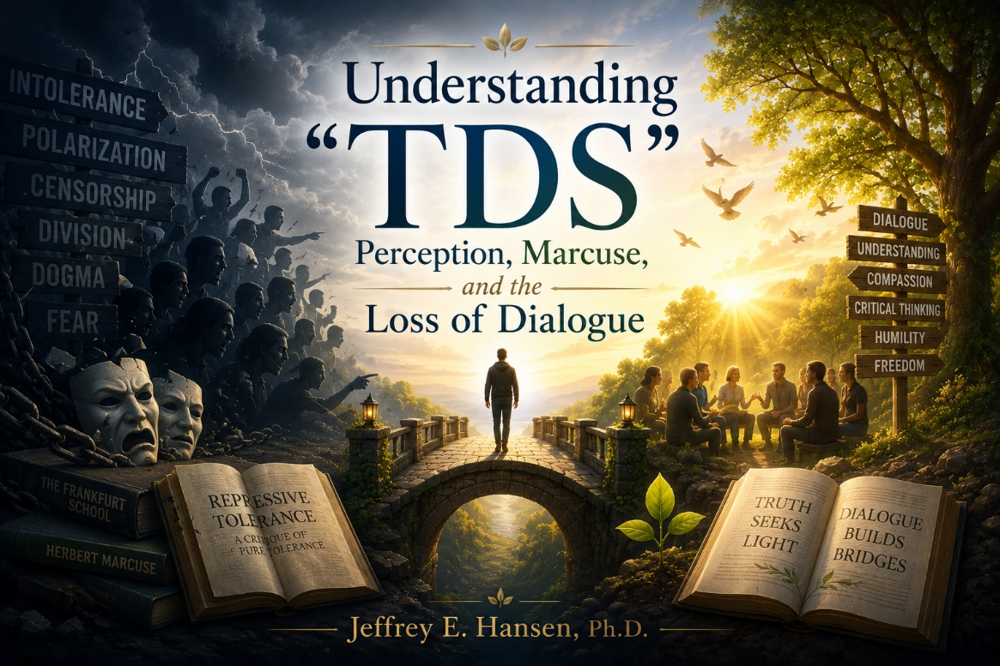 Understanding
“TDS”
Perception, Marcuse,
and the
Loss of Dialogue
INTOLERANCE
POLARIZATION
CENSORSHIP
DIVISION
DOGMA
FEAR
DIALOGUE
UNDERSTANDING
COMPASSION
CRITICAL THINKING
HUMILITY
FREEDOM
THE FRANKFURT
SCHOOL
HERBERT MARCUSE
REPRESSIVE
TOLERANCE
A CRITIQUE OF
PURE TOLERANCE
TRUTH
SEEKS
LIGHT
DIALOGUE
BUILDS
BRIDGES
Jeffrey E. Hansen, Ph.D.